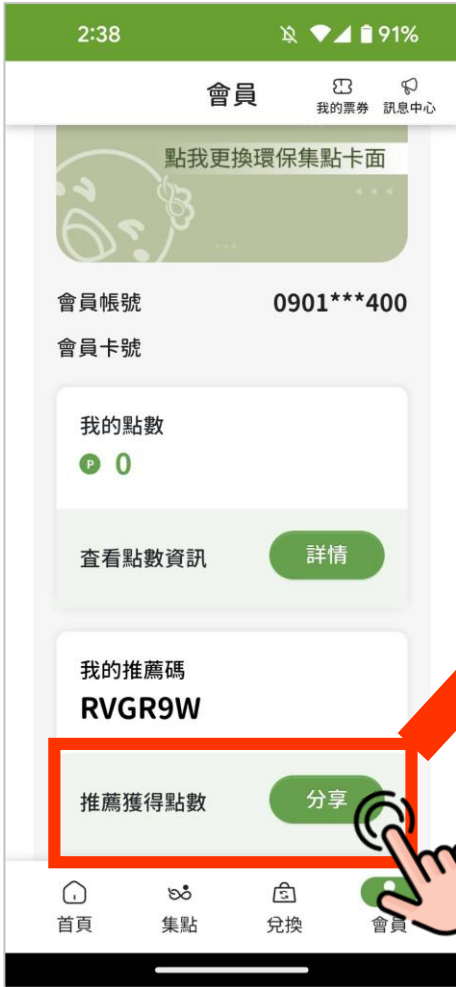 2:38
91%
會員
我的票券
訊息中心
點我更換環保集點卡面
會員帳號
0901***400
會員卡號
我的點數
P 0
查看點數資訊
詳情
我的推薦碼
RVGR9W
推薦獲得點數
分享
首頁
集點
兌換
會員